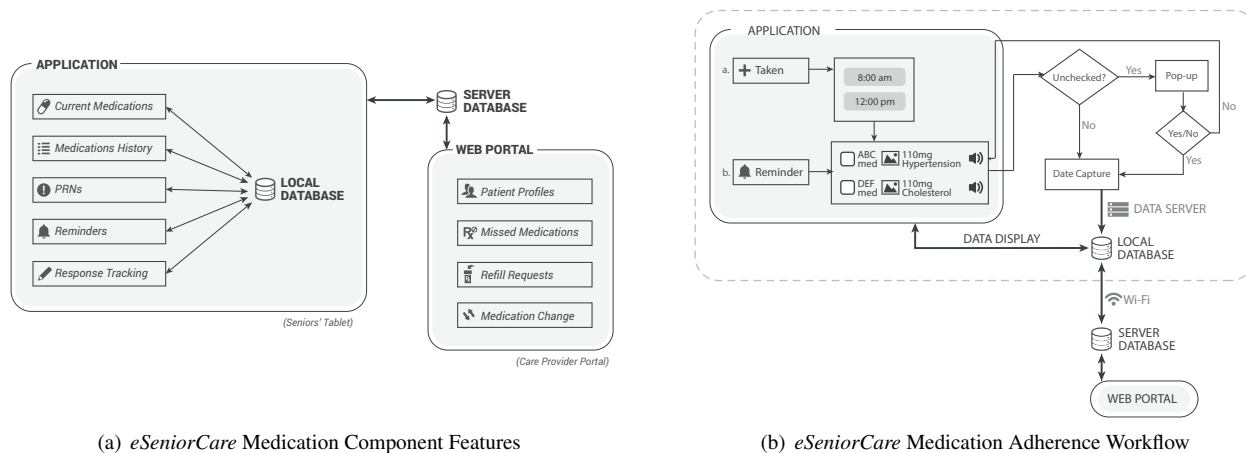 APPLICATION
Current Medications
Medications History
PRNs
Reminders
Response Tracking
LOCAL
DATABASE
(Seniors' Tablet)
SERVER
DATABASE
WEB PORTAL
Patient Profiles
Missed Medications
Refill Requests
Medication Change
(Care Provider Portal)
(a) eSeniorCare Medication Component Features
APPLICATION
a.
Taken
8:00 am
12:00 pm
b.
Reminder
ABC
med
110mg
Hypertension
DEF
med
110mg
Cholesterol
Unchecked?
Yes
Pop-up
No
No
Yes/No
Yes
Date Capture
DATA SERVER
DATA DISPLAY
LOCAL
DATABASE
Wi-Fi
SERVER
DATABASE
WEB PORTAL
(b) eSeniorCare Medication Adherence Workflow